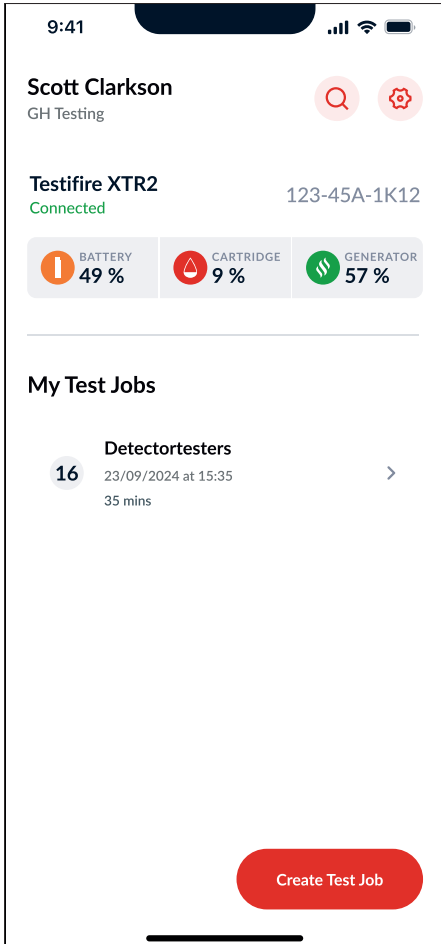 9:41
Scott Clarkson
GH Testing
Testifire XTR2
Connected
123-45A-1K12
BATTERY
49 %
CARTRIDGE
9 %
GENERATOR
57 %
My Test Jobs
16
Detectortesters
23/09/2024 at 15:35
35 mins
Create Test Job